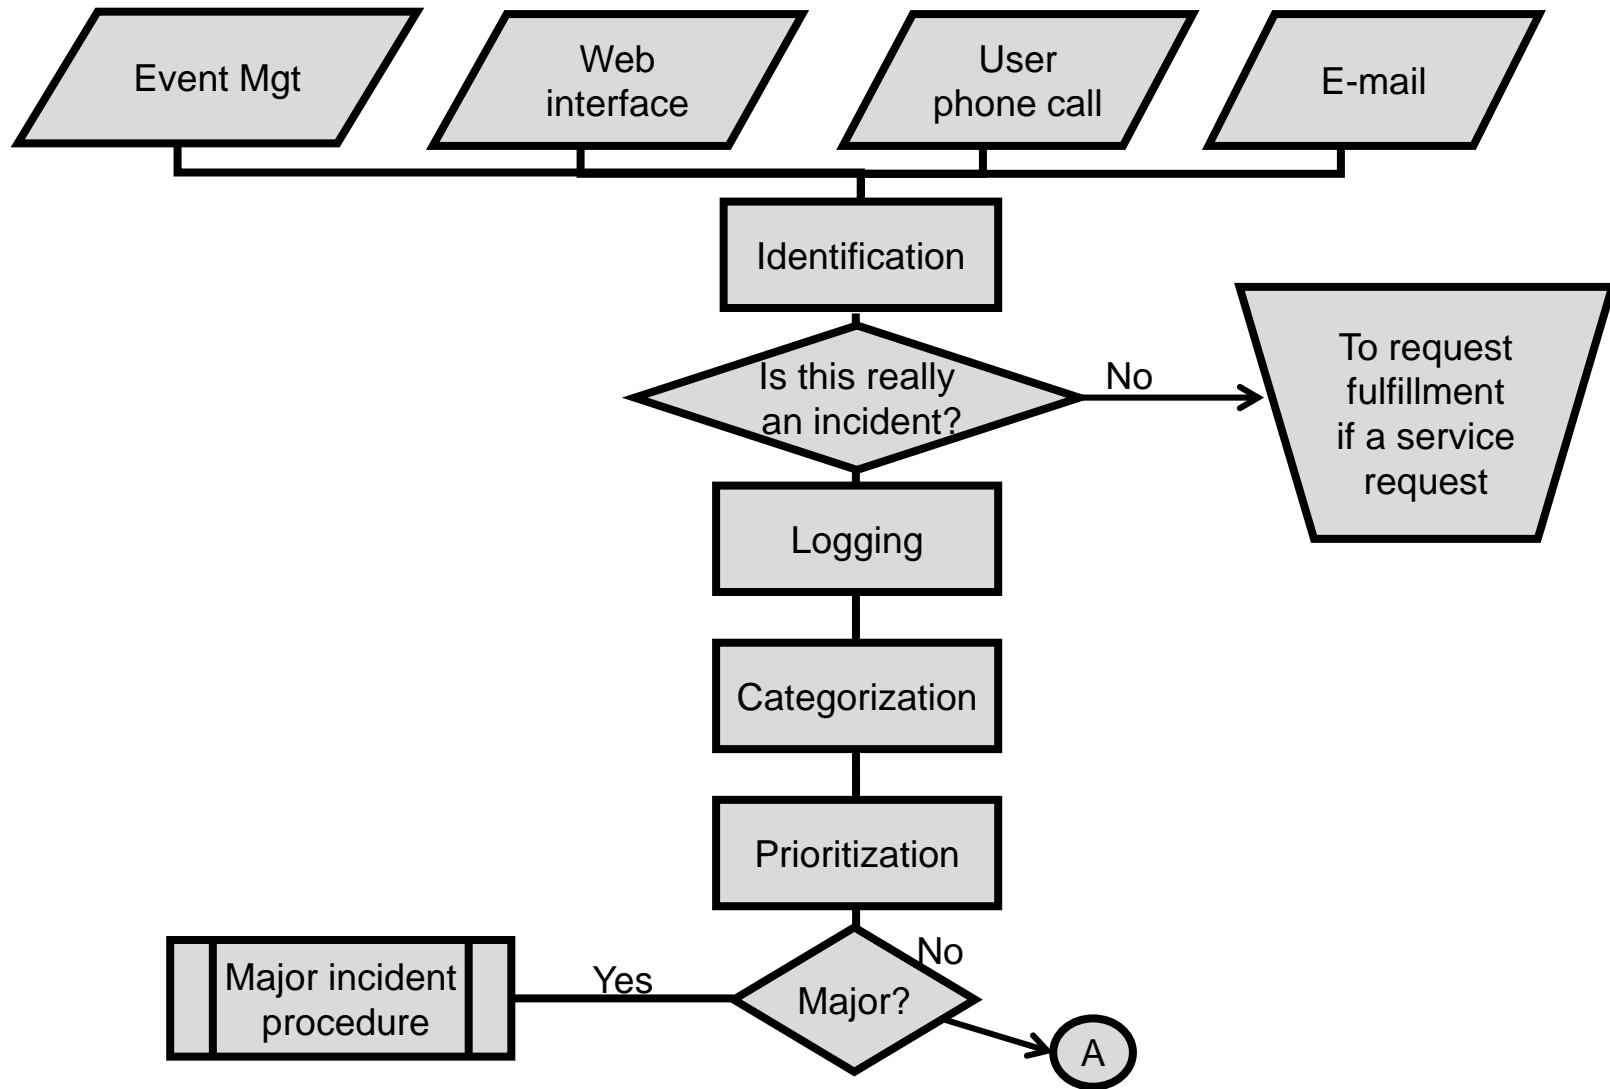 Event Mgt
Web
interface
User
phone call
E-mail
Identification
Is this really
an incident?
No
To request
fulfillment
if a service
request
Logging
Categorization
Prioritization
Major incident
procedure
Yes
Major?
No
A